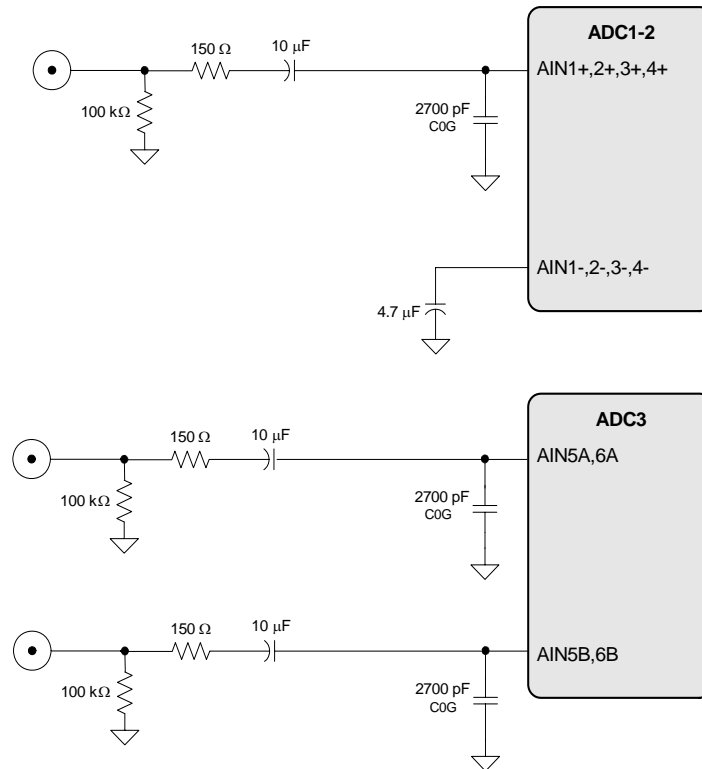 ADC1-2
150 Ω
10 µF
AIN1+,2+,3+,4+
100 kΩ
2700 pF
C0G
AIN1-,2-,3-,4-
4.7 µF
ADC3
150 Ω
10 µF
AIN5A,6A
100 kΩ
2700 pF
C0G
150 Ω
10 µF
AIN5B,6B
100 kΩ
2700 pF
C0G